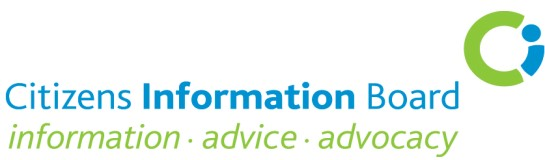 Citizens Information Board
information · advice · advocacy